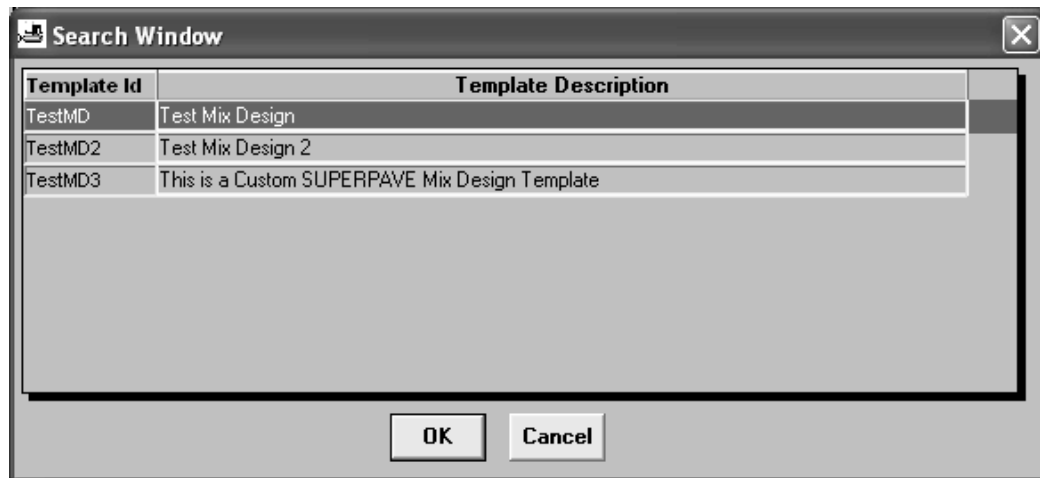 Search Window
Template Id Template Description
TestMD Test Mix Design
TestMD2 Test Mix Design 2
TestMD3 This is a Custom SUPERPAVE Mix Design Template
OK Cancel